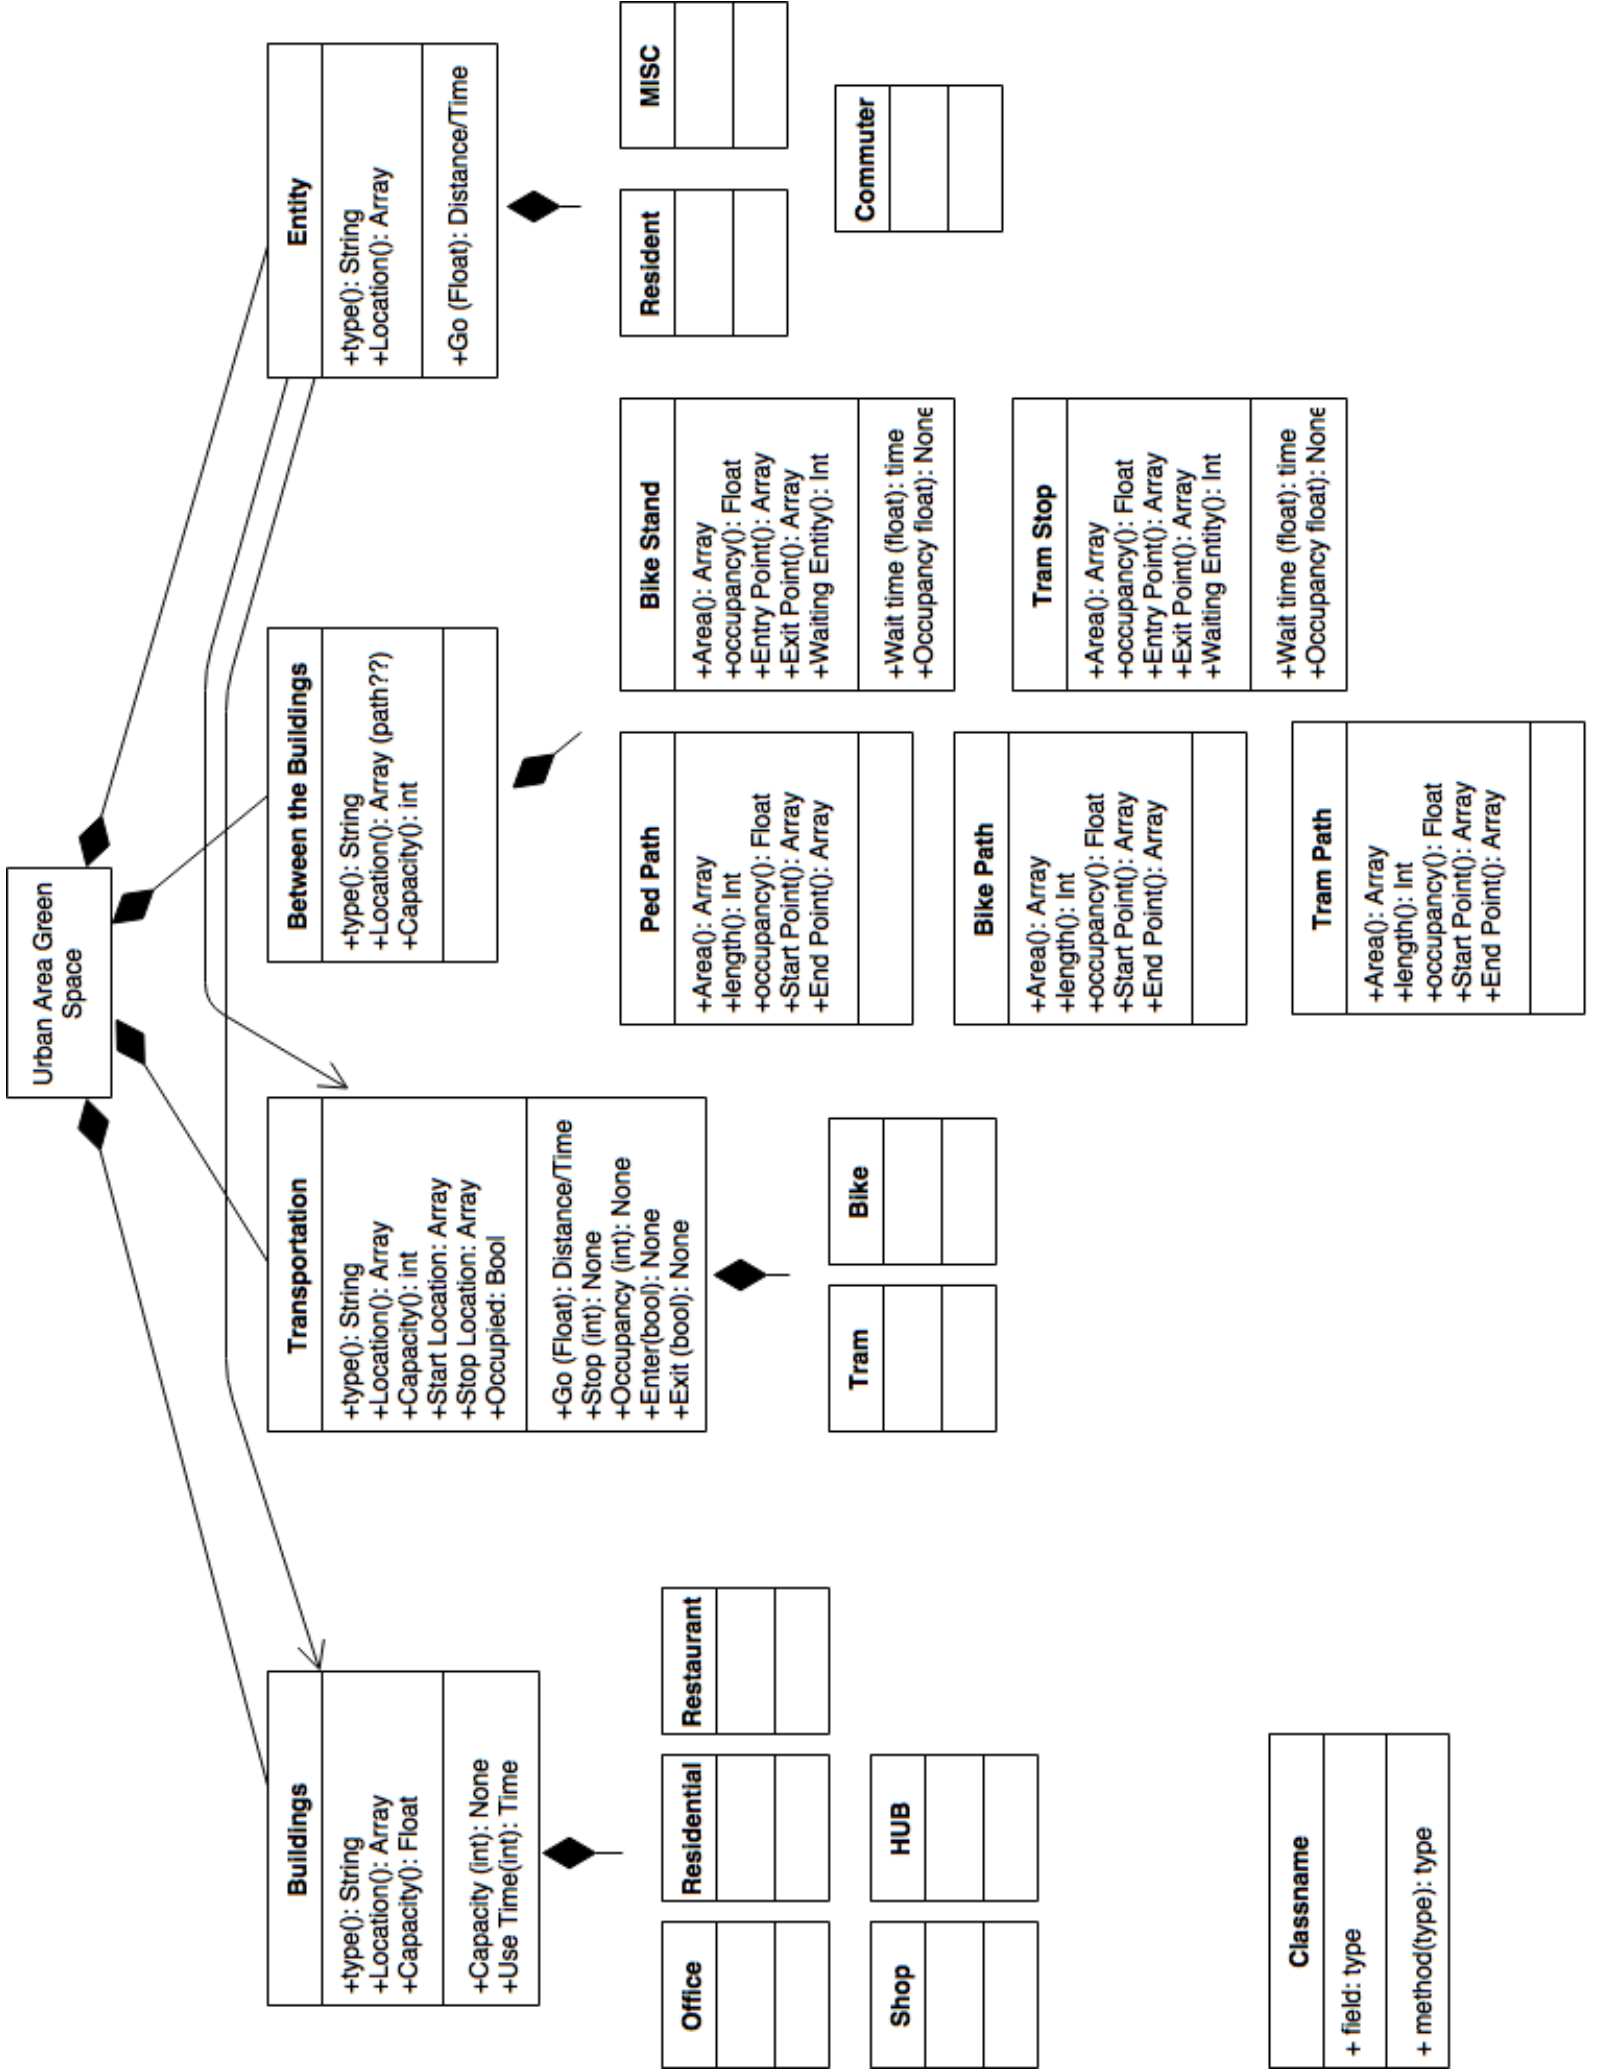 Urban Area Green
Space
Buildings
+type(): String
+Location(): Array
+Capacity(): Float
+Capacity (int): None
+Use Time(int): Time
Transportation
+type(): String
+Location(): Array
+Capacity(): int
+Start Location: Array
+Stop Location: Array
+Occupied: Bool
+Go (Float): Distance/Time
+Stop (int): None
+Occupancy (int): None
+Enter(bool): None
+Exit (bool): None
Between the Buildings
+type(): String
+Location(): Array (path??)
+Capacity(): int
Entity
+type(): String
+Location(): Array
+Go (Float): Distance/Time
Office
Residential
Restaurant
Shop
HUB
Tram
Bike
Ped Path
+Area(): Array
+length(): Int
+occupancy(): Float
+Start Point(): Array
+End Point(): Array
Bike Stand
+Area(): Array
+occupancy(): Float
+Entry Point(): Array
+Exit Point(): Array
+Waiting Entity(): Int
+Wait time (float): time
+Occupancy float): None
Resident
MISC
Commuter
Bike Path
+Area(): Array
+length(): Int
+occupancy(): Float
+Start Point(): Array
+End Point(): Array
Tram Stop
+Area(): Array
+occupancy(): Float
+Entry Point(): Array
+Exit Point(): Array
+Waiting Entity(): Int
+Wait time (float): time
+Occupancy float): None
Tram Path
+Area(): Array
+length(): Int
+occupancy(): Float
+Start Point(): Array
+End Point(): Array
Classname
+ field: type
+ method(type): type